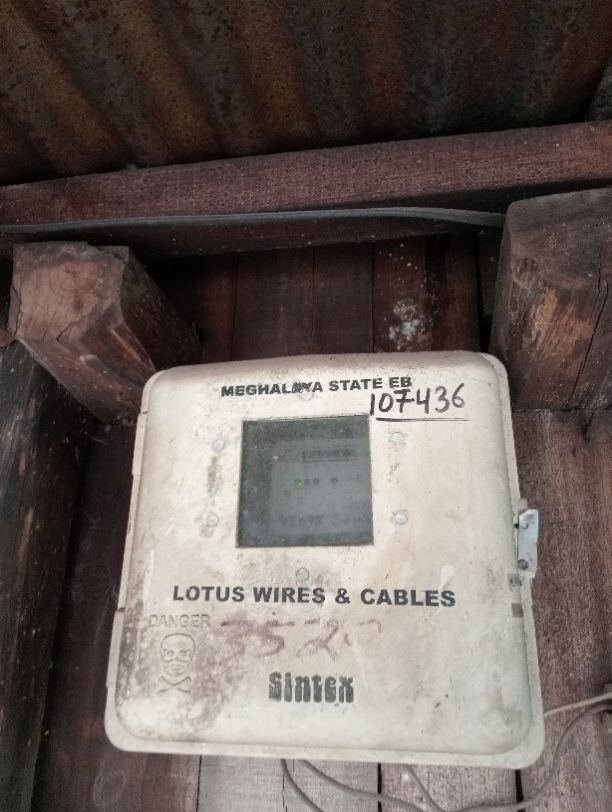 MEGHALAYA STATE EB
107436
LOTUS WIRES & CABLES
DANGER
Sintex